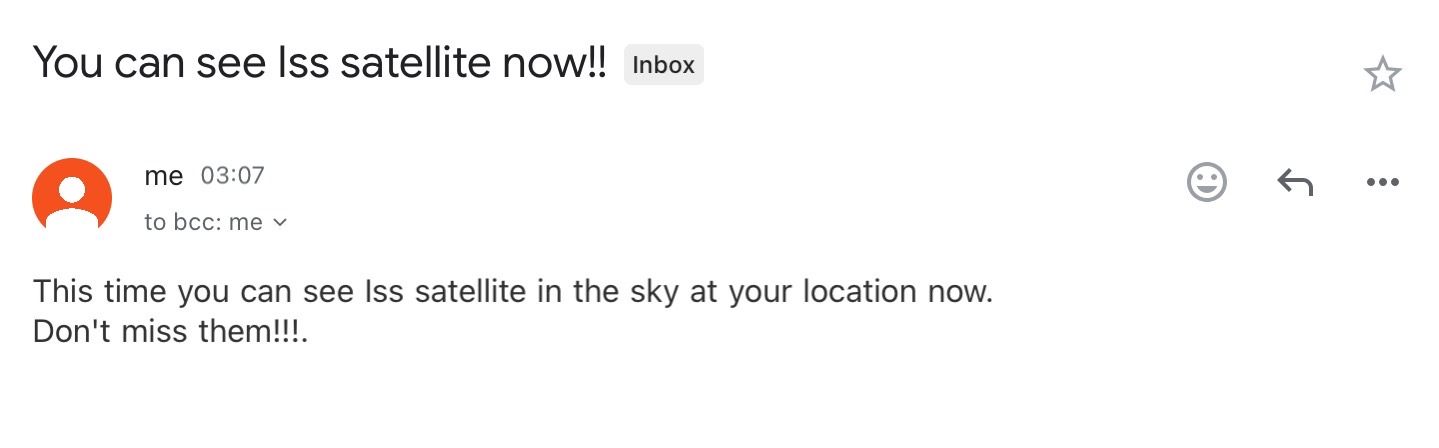 You can see Iss satellite now!! Inbox
me 03:07
to bcc: me
This time you can see Iss satellite in the sky at your location now.
Don't miss them!!!.